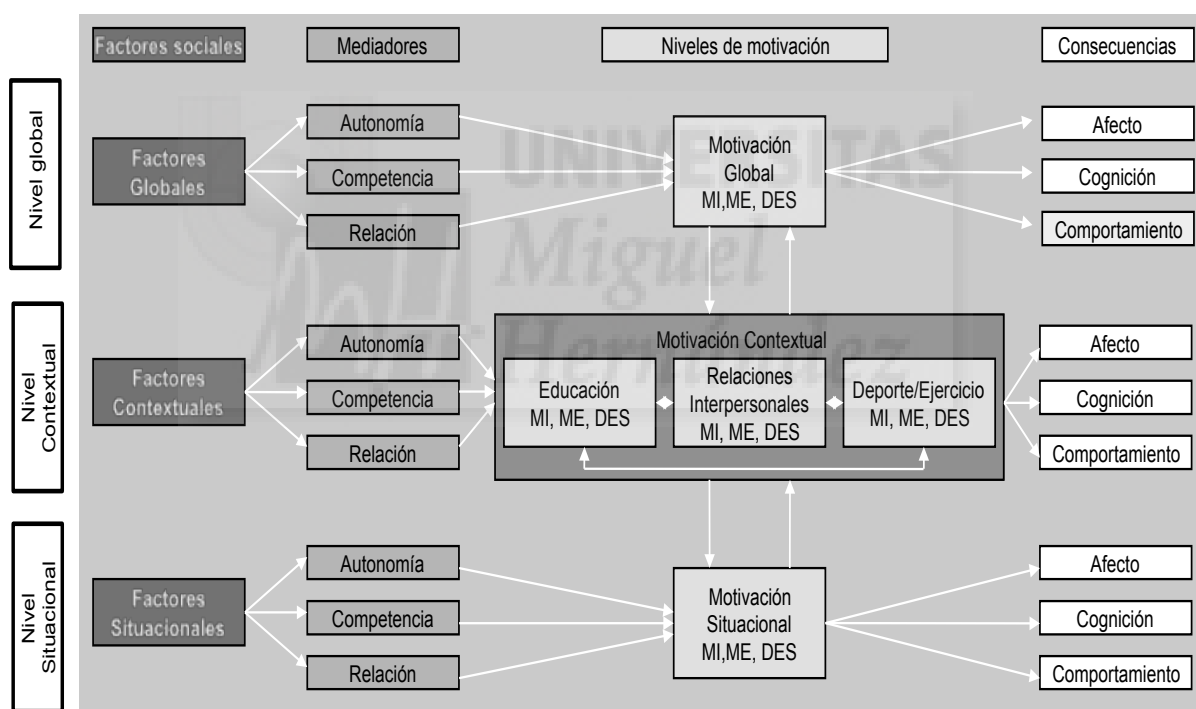 Factores sociales
Mediadores
Niveles de motivación
Consecuencias
Nivel global
Factores
Globales
Autonomía
Competencia
Relación
Motivación
Global
MI,ME, DES
Afecto
Cognición
Comportamiento
UNIVERSITAS
Miguel
Hernández
Nivel
Contextual
Factores
Contextuales
Autonomía
Competencia
Relación
Motivación Contextual
Educación
MI, ME, DES
Relaciones
Interpersonales
MI, ME, DES
Deporte/Ejercicio
MI, ME, DES
Afecto
Cognición
Comportamiento
Nivel
Situacional
Factores
Situacionales
Autonomía
Competencia
Relación
Motivación
Situacional
MI,ME, DES
Afecto
Cognición
Comportamiento